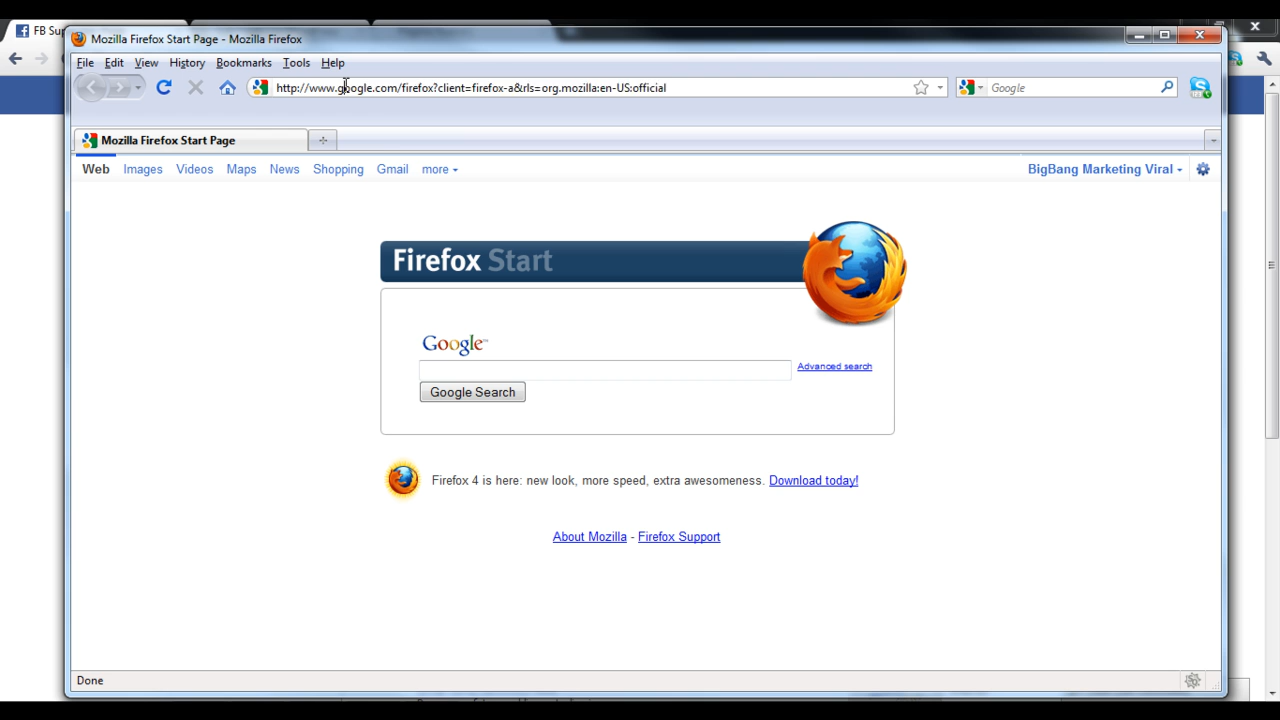 FB Su
Mozilla Firefox Start Page - Mozilla Firefox
File Edit View History Bookmarks Tools Help
http://www.google.com/firefox?client=firefox-a&rls=org.mozilla:en-US:official
Google
Mozilla Firefox Start Page
Web Images Videos Maps News Shopping Gmail more
BigBang Marketing Viral
Firefox Start
Google™
Advanced search
Google Search
Firefox 4 is here: new look, more speed, extra awesomeness. Download today!
About Mozilla - Firefox Support
Done